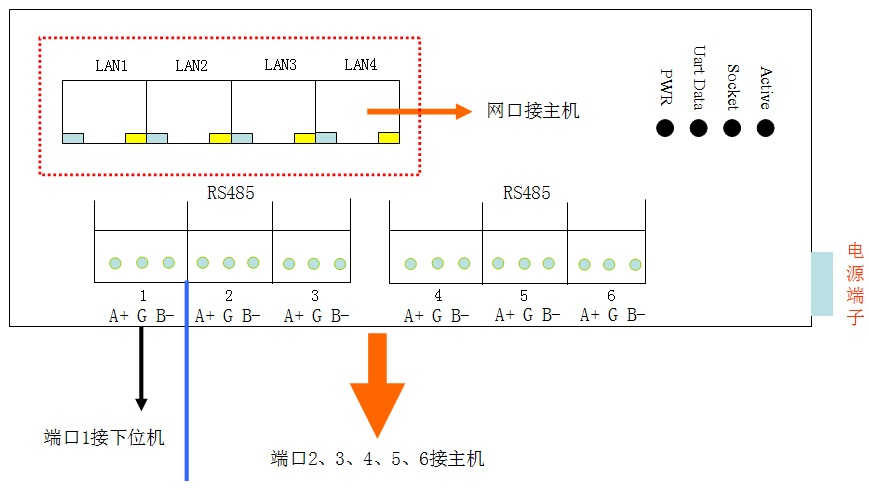 LAN1 LAN2 LAN3 LAN4
PWR
Uart Data
Socket
Active
网口接主机
RS485 RS485
电源端子
1 2 3 4 5 6
A+ G B- A+ G B- A+ G B- A+ G B- A+ G B- A+ G B-
端口1接下位机
端口2、3、4、5、6接主机